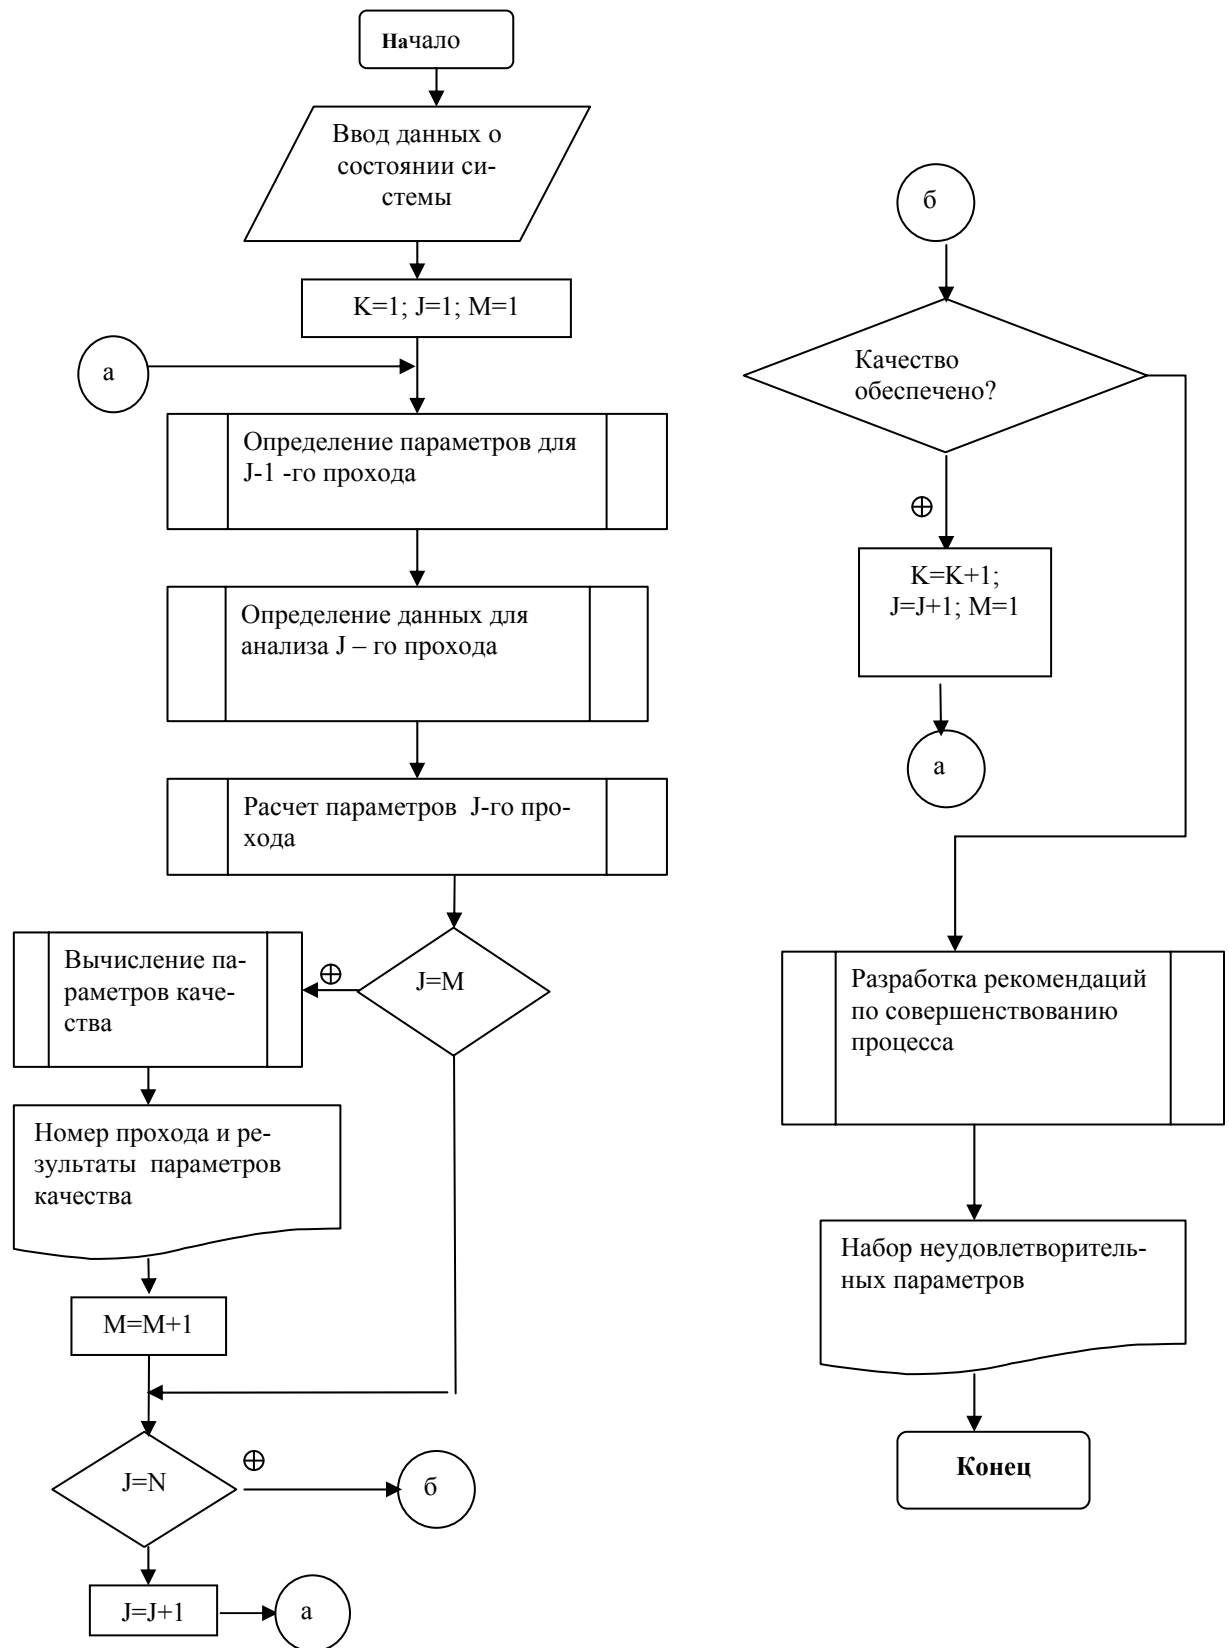 Начало
Ввод данных о
состоянии си-
стемы
K=1; J=1; M=1
а
Определение параметров для
J-1 -го прохода
Определение данных для
анализа J – го прохода
Расчет параметров J-го про-
хода
J=M
⊕
Вычисление па-
раметров каче-
ства
Номер прохода и ре-
зультаты параметров
качества
M=M+1
J=N
⊕
б
J=J+1
а
б
Качество
обеспечено?
⊕
K=K+1;
J=J+1; M=1
а
Разработка рекомендаций
по совершенствованию
процесса
Набор неудовлетворитель-
ных параметров
Конец